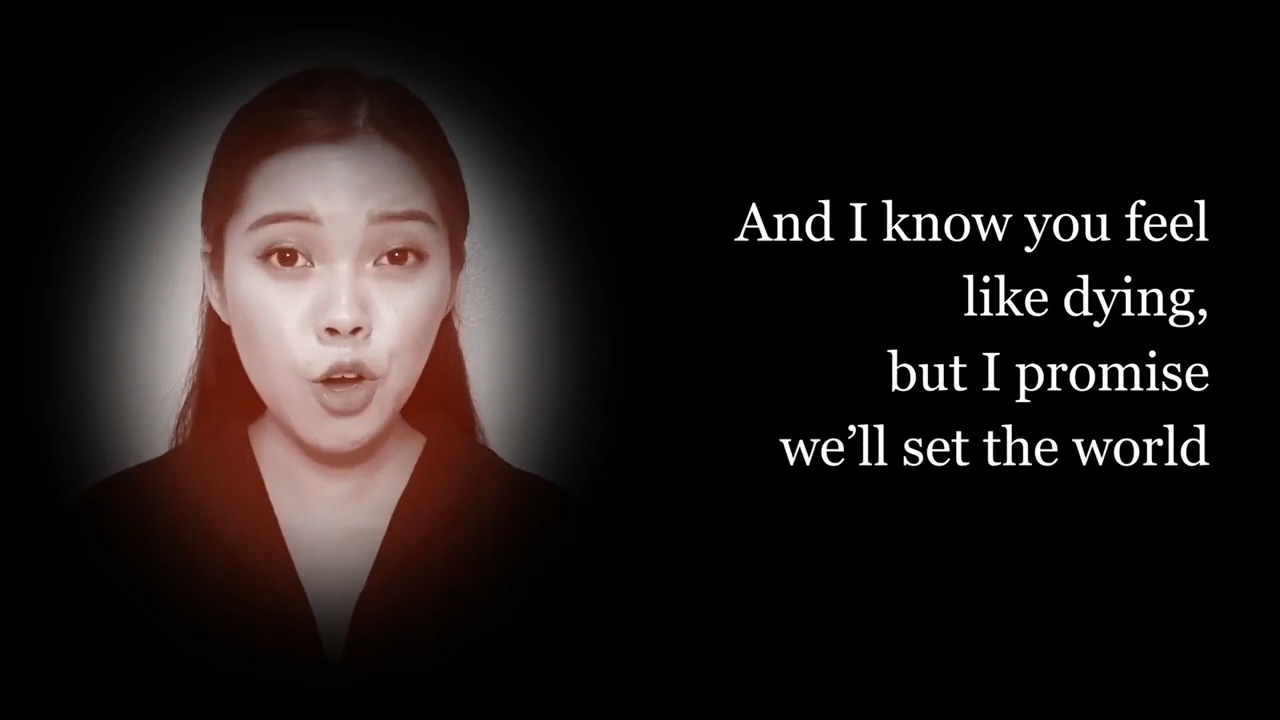 And I know you feel
like dying,
but I promise
we’ll set the world